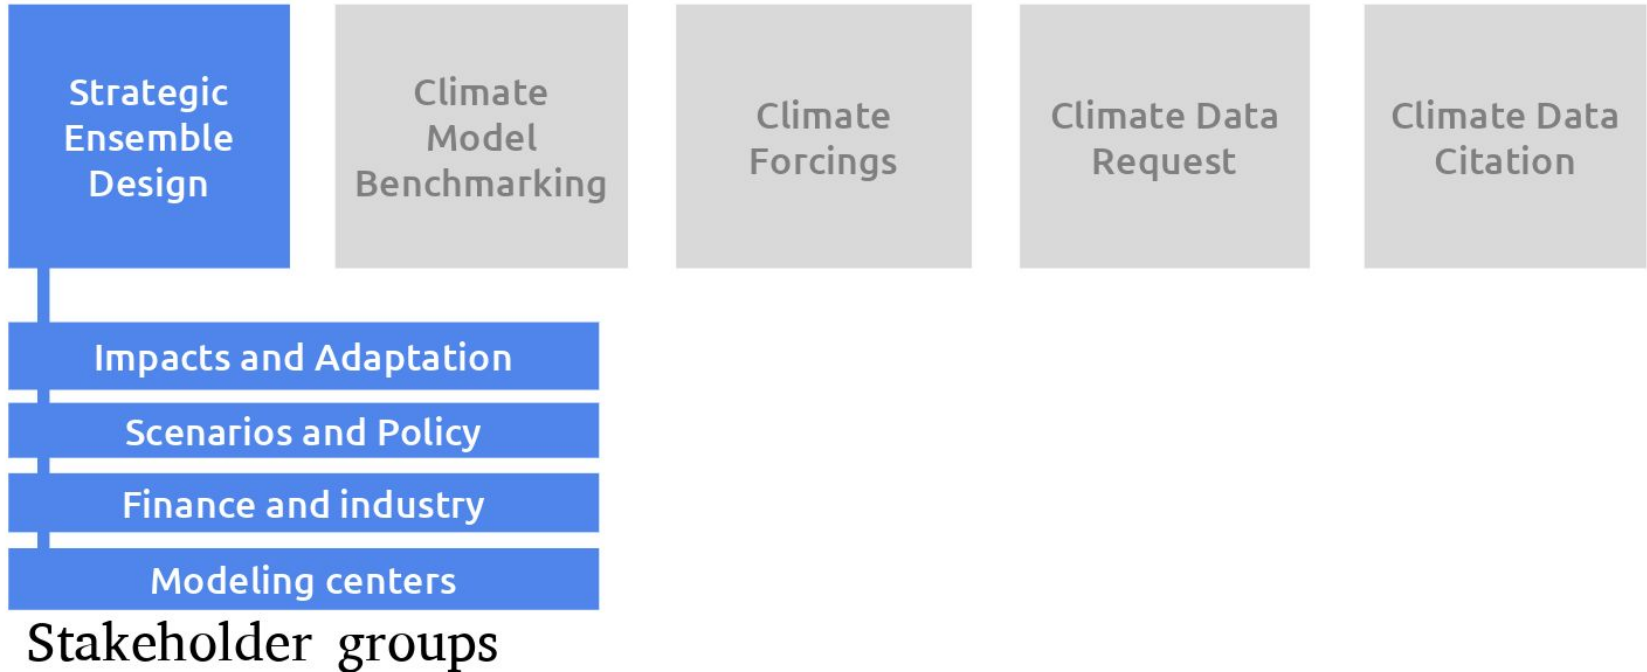 Strategic
Ensemble
Design
Climate
Model
Benchmarking
Climate
Forcings
Climate Data
Request
Climate Data
Citation
Impacts and Adaptation
Scenarios and Policy
Finance and industry
Modeling centers
Stakeholder groups